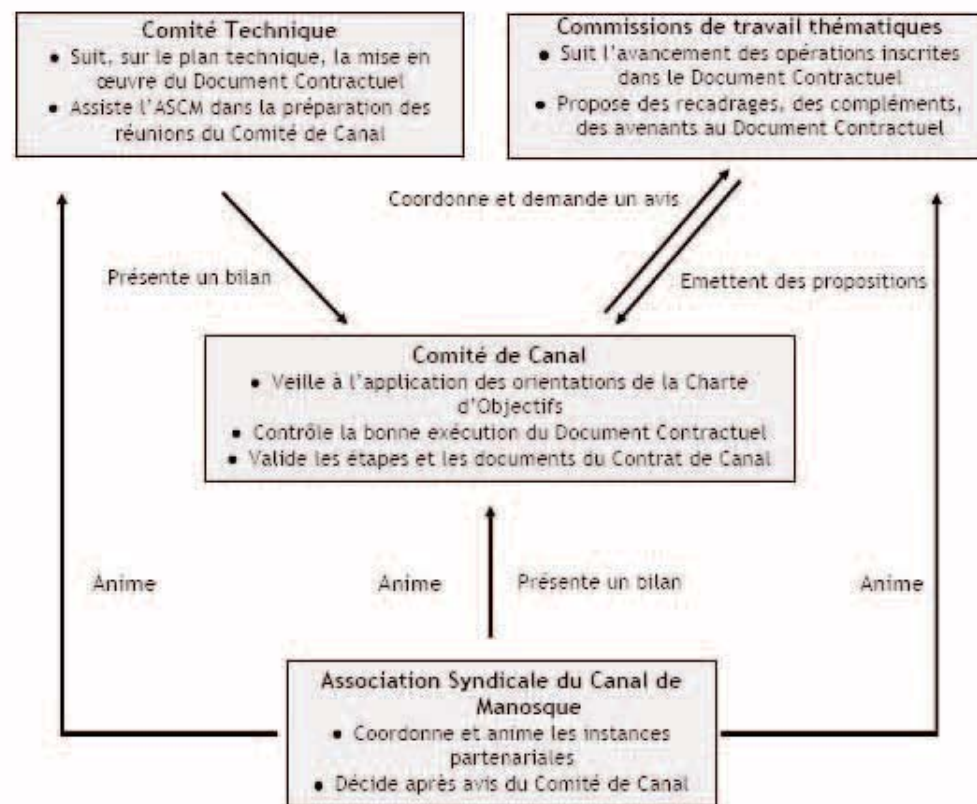 Comité Technique
● Suit, sur le plan technique, la mise en
œuvre du Document Contractuel
● Assiste l'ASCM dans la préparation des
réunions du Comité de Canal
Commissions de travail thématiques
● Suit l'avancement des opérations inscrites
dans le Document Contractuel
● Propose des recadrages, des compléments,
des avenants au Document Contractuel
Coordonne et demande un avis
Présente un bilan
Emettent des propositions
Comité de Canal
● Veille à l'application des orientations de la Charte
d'Objectifs
● Contrôle la bonne exécution du Document Contractuel
● Valide les étapes et les documents du Contrat de Canal
Anime
Anime
Présente un bilan
Anime
Association Syndicale du Canal de
Manosque
● Coordonne et anime les instances
partenariales
● Décide après avis du Comité de Canal